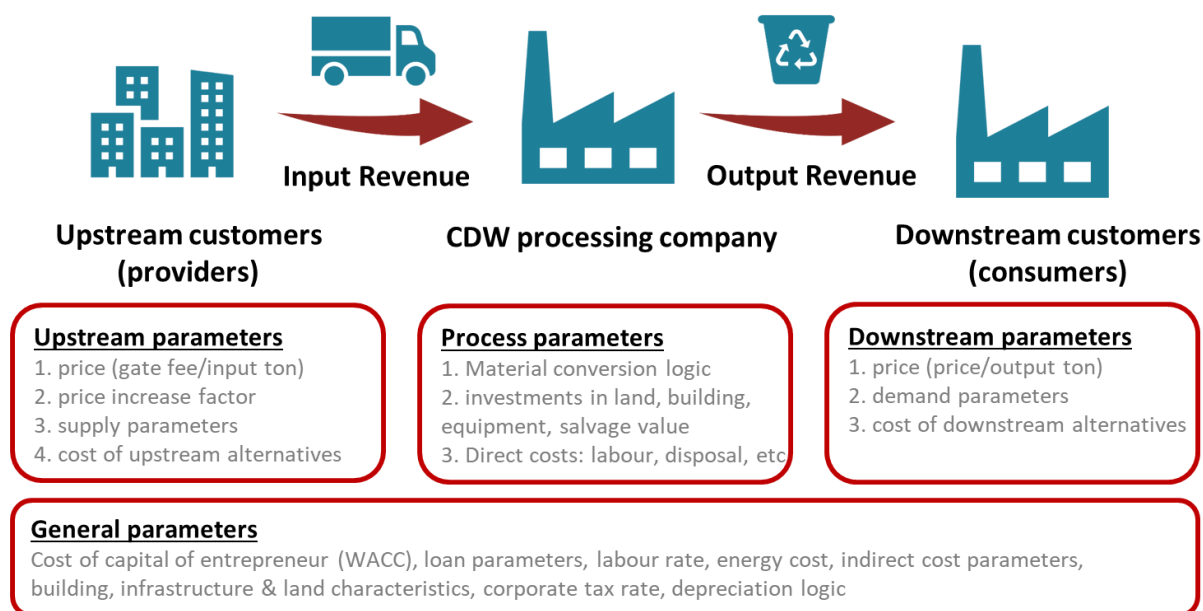 Input Revenue
Output Revenue
Upstream customers
(providers)
CDW processing company
Downstream customers
(consumers)
Upstream parameters
1. price (gate fee/input ton)
2. price increase factor
3. supply parameters
4. cost of upstream alternatives
Process parameters
1. Material conversion logic
2. investments in land, building,
equipment, salvage value
3. Direct costs: labour, disposal, etc
Downstream parameters
1. price (price/output ton)
2. demand parameters
3. cost of downstream alternatives
General parameters
Cost of capital of entrepreneur (WACC), loan parameters, labour rate, energy cost, indirect cost parameters,
building, infrastructure & land characteristics, corporate tax rate, depreciation logic